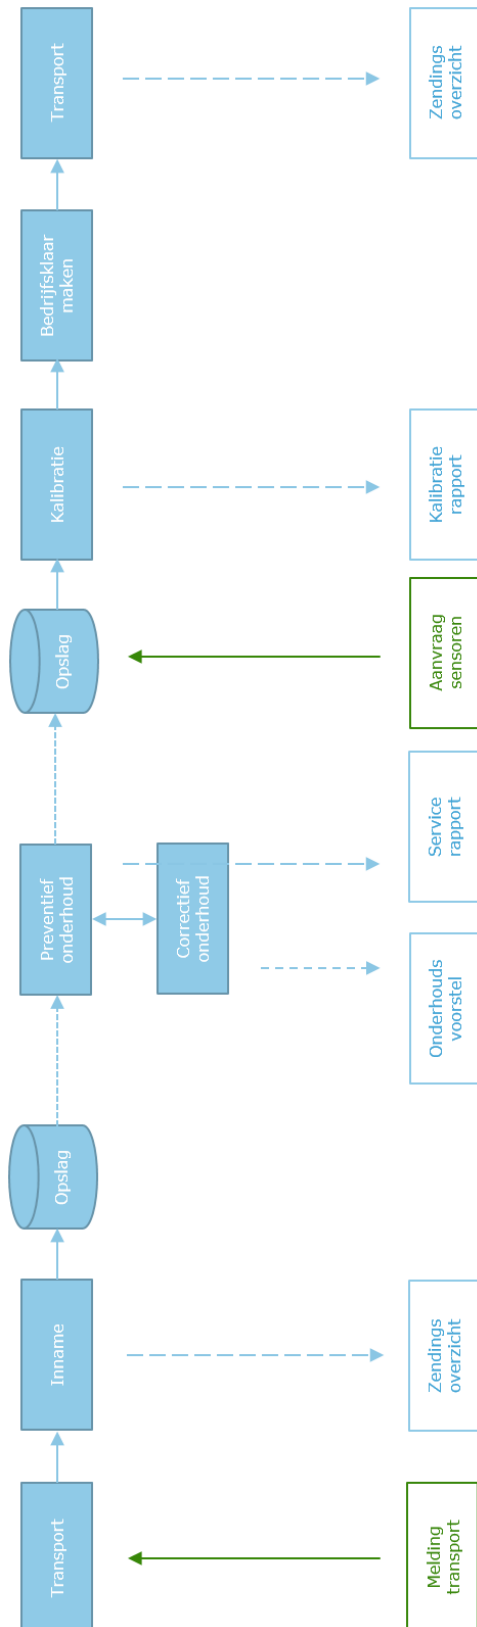 Transport
Inname
Opslag
Preventief
onderhoud
Opslag
Kalibratie
Bedrijfsklaar
maken
Transport
Correctief
onderhoud
Melding
transport
Zendings
overzicht
Onderhouds
voorstel
Service
rapport
Aanvraag
sensoren
Kalibratie
rapport
Zendings
overzicht